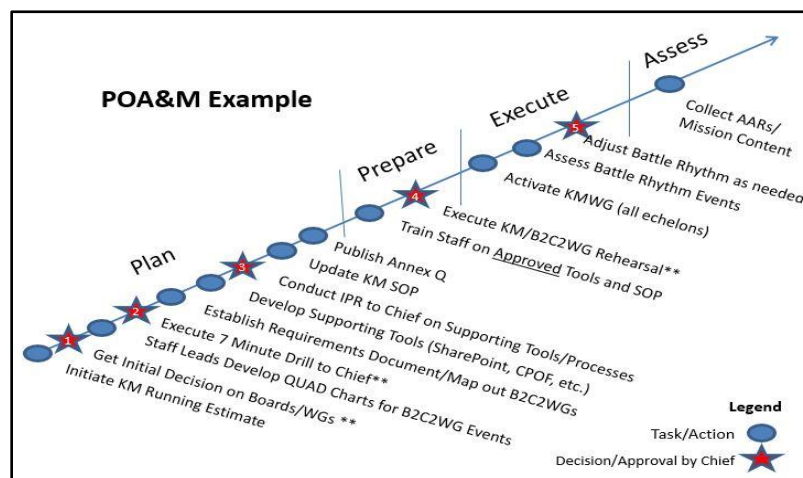 POA&M Example
Plan
Prepare
Execute
Assess
1
2
3
4
5
Initiate KM Running Estimate
Get Initial Decision on Boards/WGs **
Staff Leads Develop QUAD Charts for B2C2WG Events
Execute 7 Minute Drill to Chief**
Establish Requirements Document/Map out B2C2WGs
Develop Supporting Tools (SharePoint, CPOF, etc.)
Conduct IPR to Chief on Supporting Tools/Processes
Update KM SOP
Publish Annex Q
Train Staff on Approved Tools and SOP
Execute KM/B2C2WG Rehearsal**
Activate KMWG (all echelons)
Assess Battle Rhythm Events
Adjust Battle Rhythm as needed
Collect AARs/
Mission Content
Legend
Task/Action
Decision/Approval by Chief